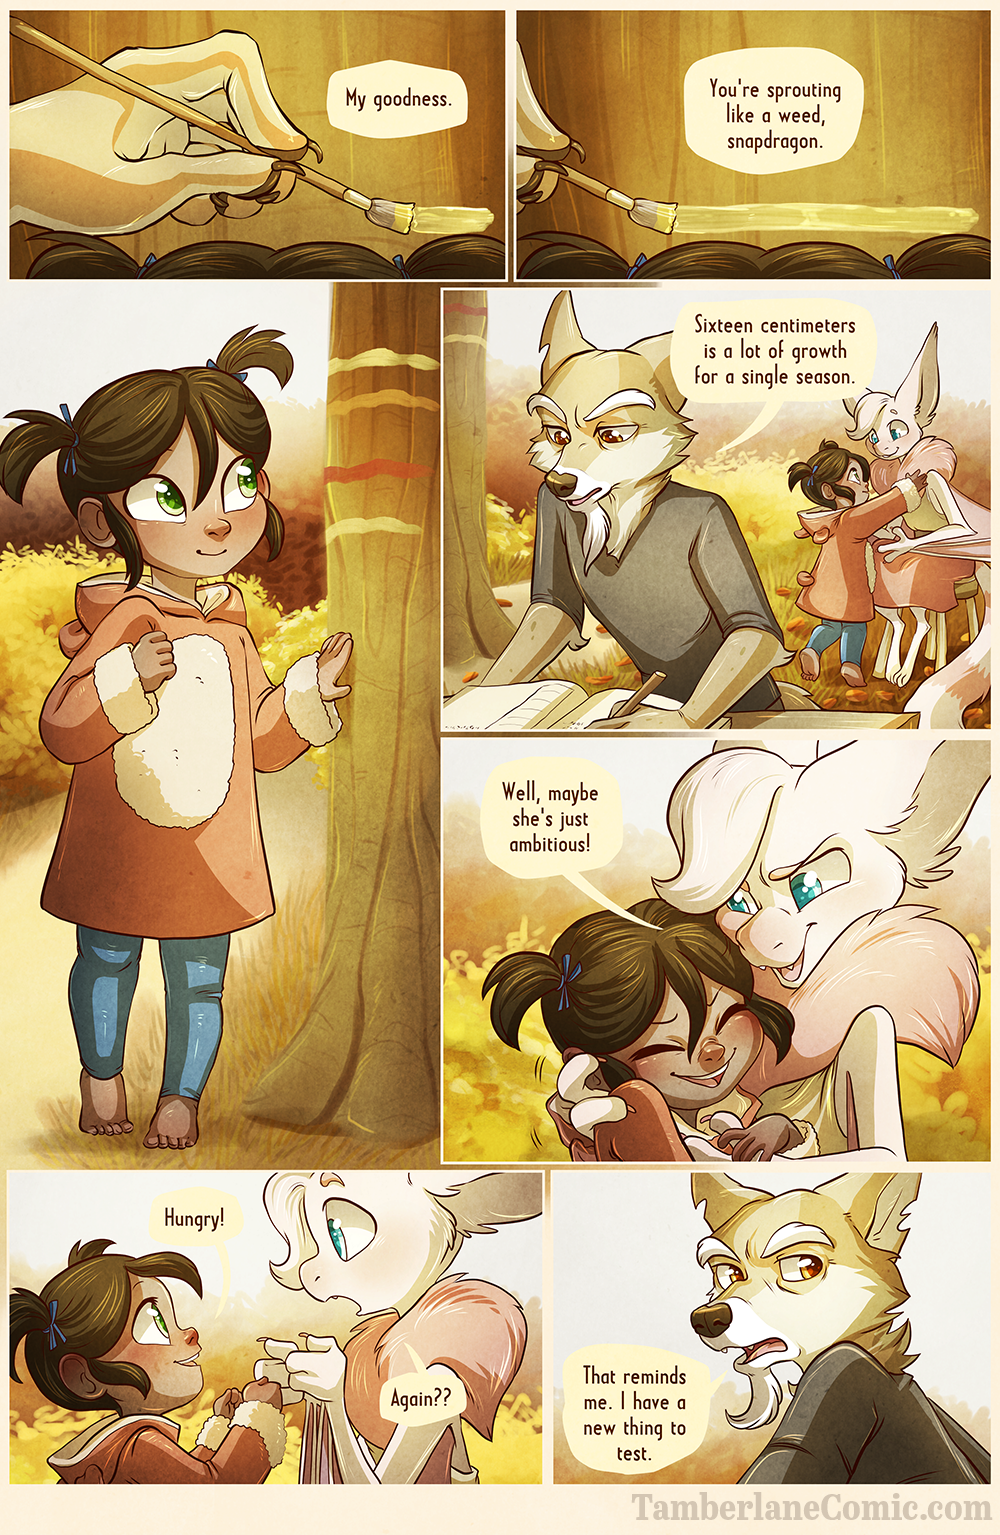 My goodness.
You're sprouting
like a weed,
snapdragon.
Sixteen centimeters
is a lot of growth
for a single season.
Well, maybe
she's just
ambitious!
Hungry!
Again??
That reminds
me. I have a
new thing to
test.
TamberlaneComic.com